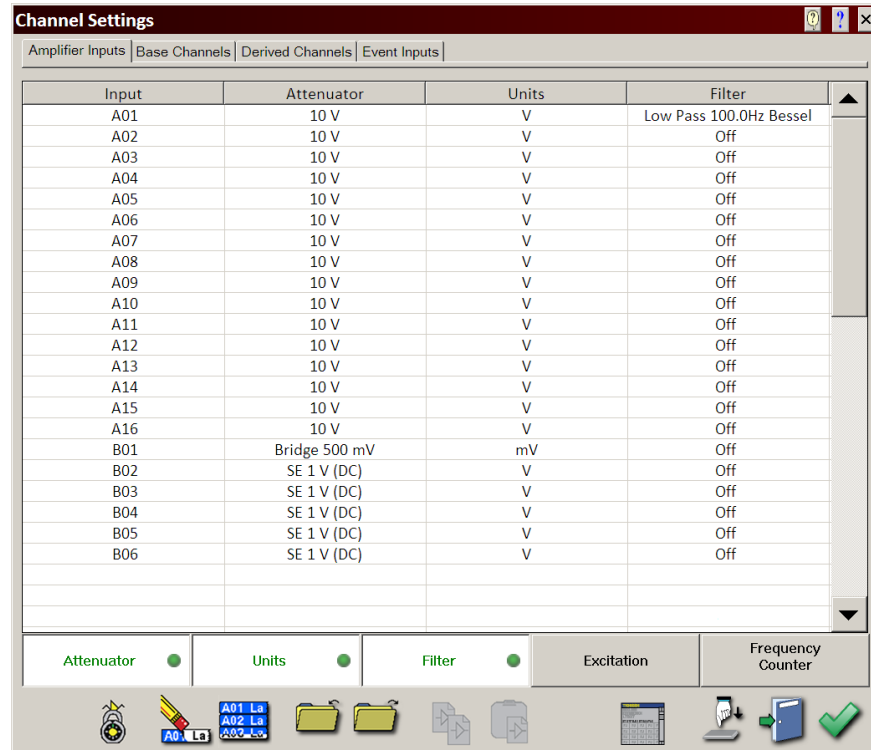 Channel Settings
Amplifier Inputs Base Channels Derived Channels Event Inputs
Input Attenuator Units Filter
A01 10 V V Low Pass 100.0Hz Bessel
A02 10 V V Off
A03 10 V V Off
A04 10 V V Off
A05 10 V V Off
A06 10 V V Off
A07 10 V V Off
A08 10 V V Off
A09 10 V V Off
A10 10 V V Off
A11 10 V V Off
A12 10 V V Off
A13 10 V V Off
A14 10 V V Off
A15 10 V V Off
A16 10 V V Off
B01 Bridge 500 mV mV Off
B02 SE 1 V (DC) V Off
B03 SE 1 V (DC) V Off
B04 SE 1 V (DC) V Off
B05 SE 1 V (DC) V Off
B06 SE 1 V (DC) V Off
Attenuator Units Filter Excitation Frequency Counter
A01 La
A02 La